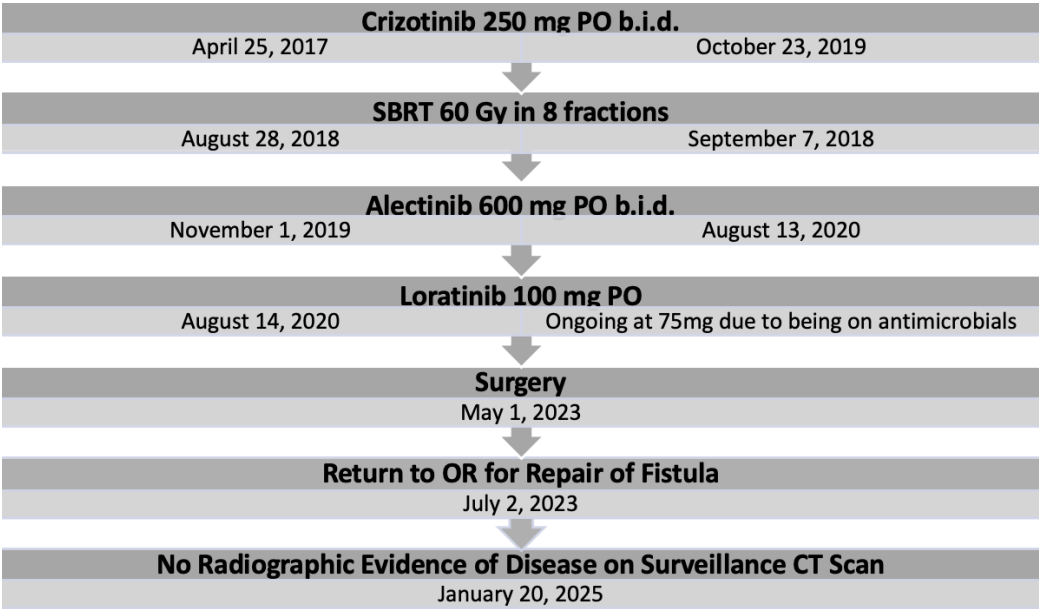 Crizotinib 250 mg PO b.i.d.
April 25, 2017 October 23, 2019
SBRT 60 Gy in 8 fractions
August 28, 2018 September 7, 2018
Alectinib 600 mg PO b.i.d.
November 1, 2019 August 13, 2020
Loratinib 100 mg PO
August 14, 2020 Ongoing at 75mg due to being on antimicrobials
Surgery
May 1, 2023
Return to OR for Repair of Fistula
July 2, 2023
No Radiographic Evidence of Disease on Surveillance CT Scan
January 20, 2025